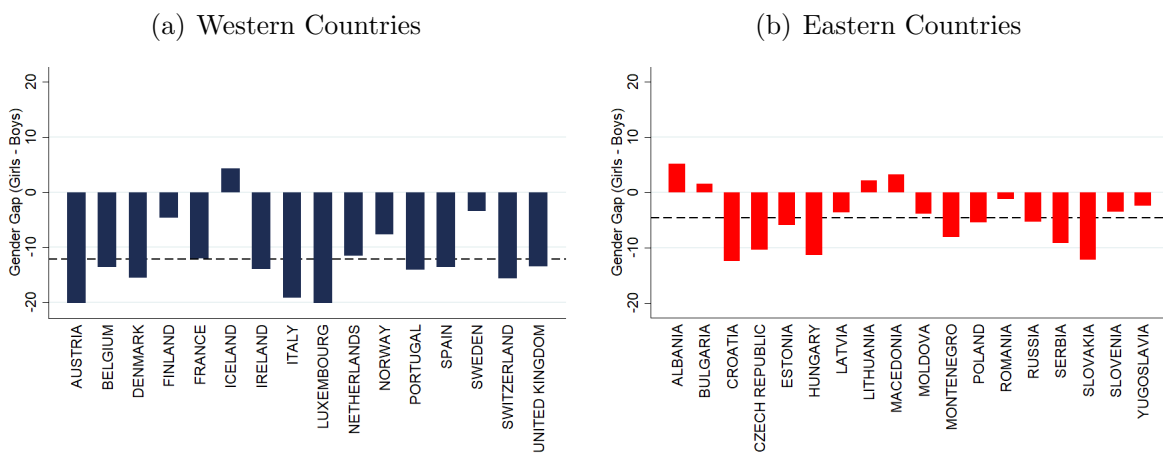 (a) Western Countries
Gender Gap (Girls - Boys)
20
10
0
-10
-20
AUSTRIA
BELGIUM
DENMARK
FINLAND
FRANCE
ICELAND
IRELAND
ITALY
LUXEMBOURG
NETHERLANDS
NORWAY
PORTUGAL
SPAIN
SWEDEN
SWITZERLAND
UNITED KINGDOM
(b) Eastern Countries
Gender Gap (Girls - Boys)
20
10
0
-10
-20
ALBANIA
BULGARIA
CROATIA
CZECH REPUBLIC
ESTONIA
HUNGARY
LATVIA
LITHUANIA
MACEDONIA
MOLDOVA
MONTENEGRO
POLAND
ROMANIA
RUSSIA
SERBIA
SLOVAKIA
SLOVENIA
YUGOSLAVIA